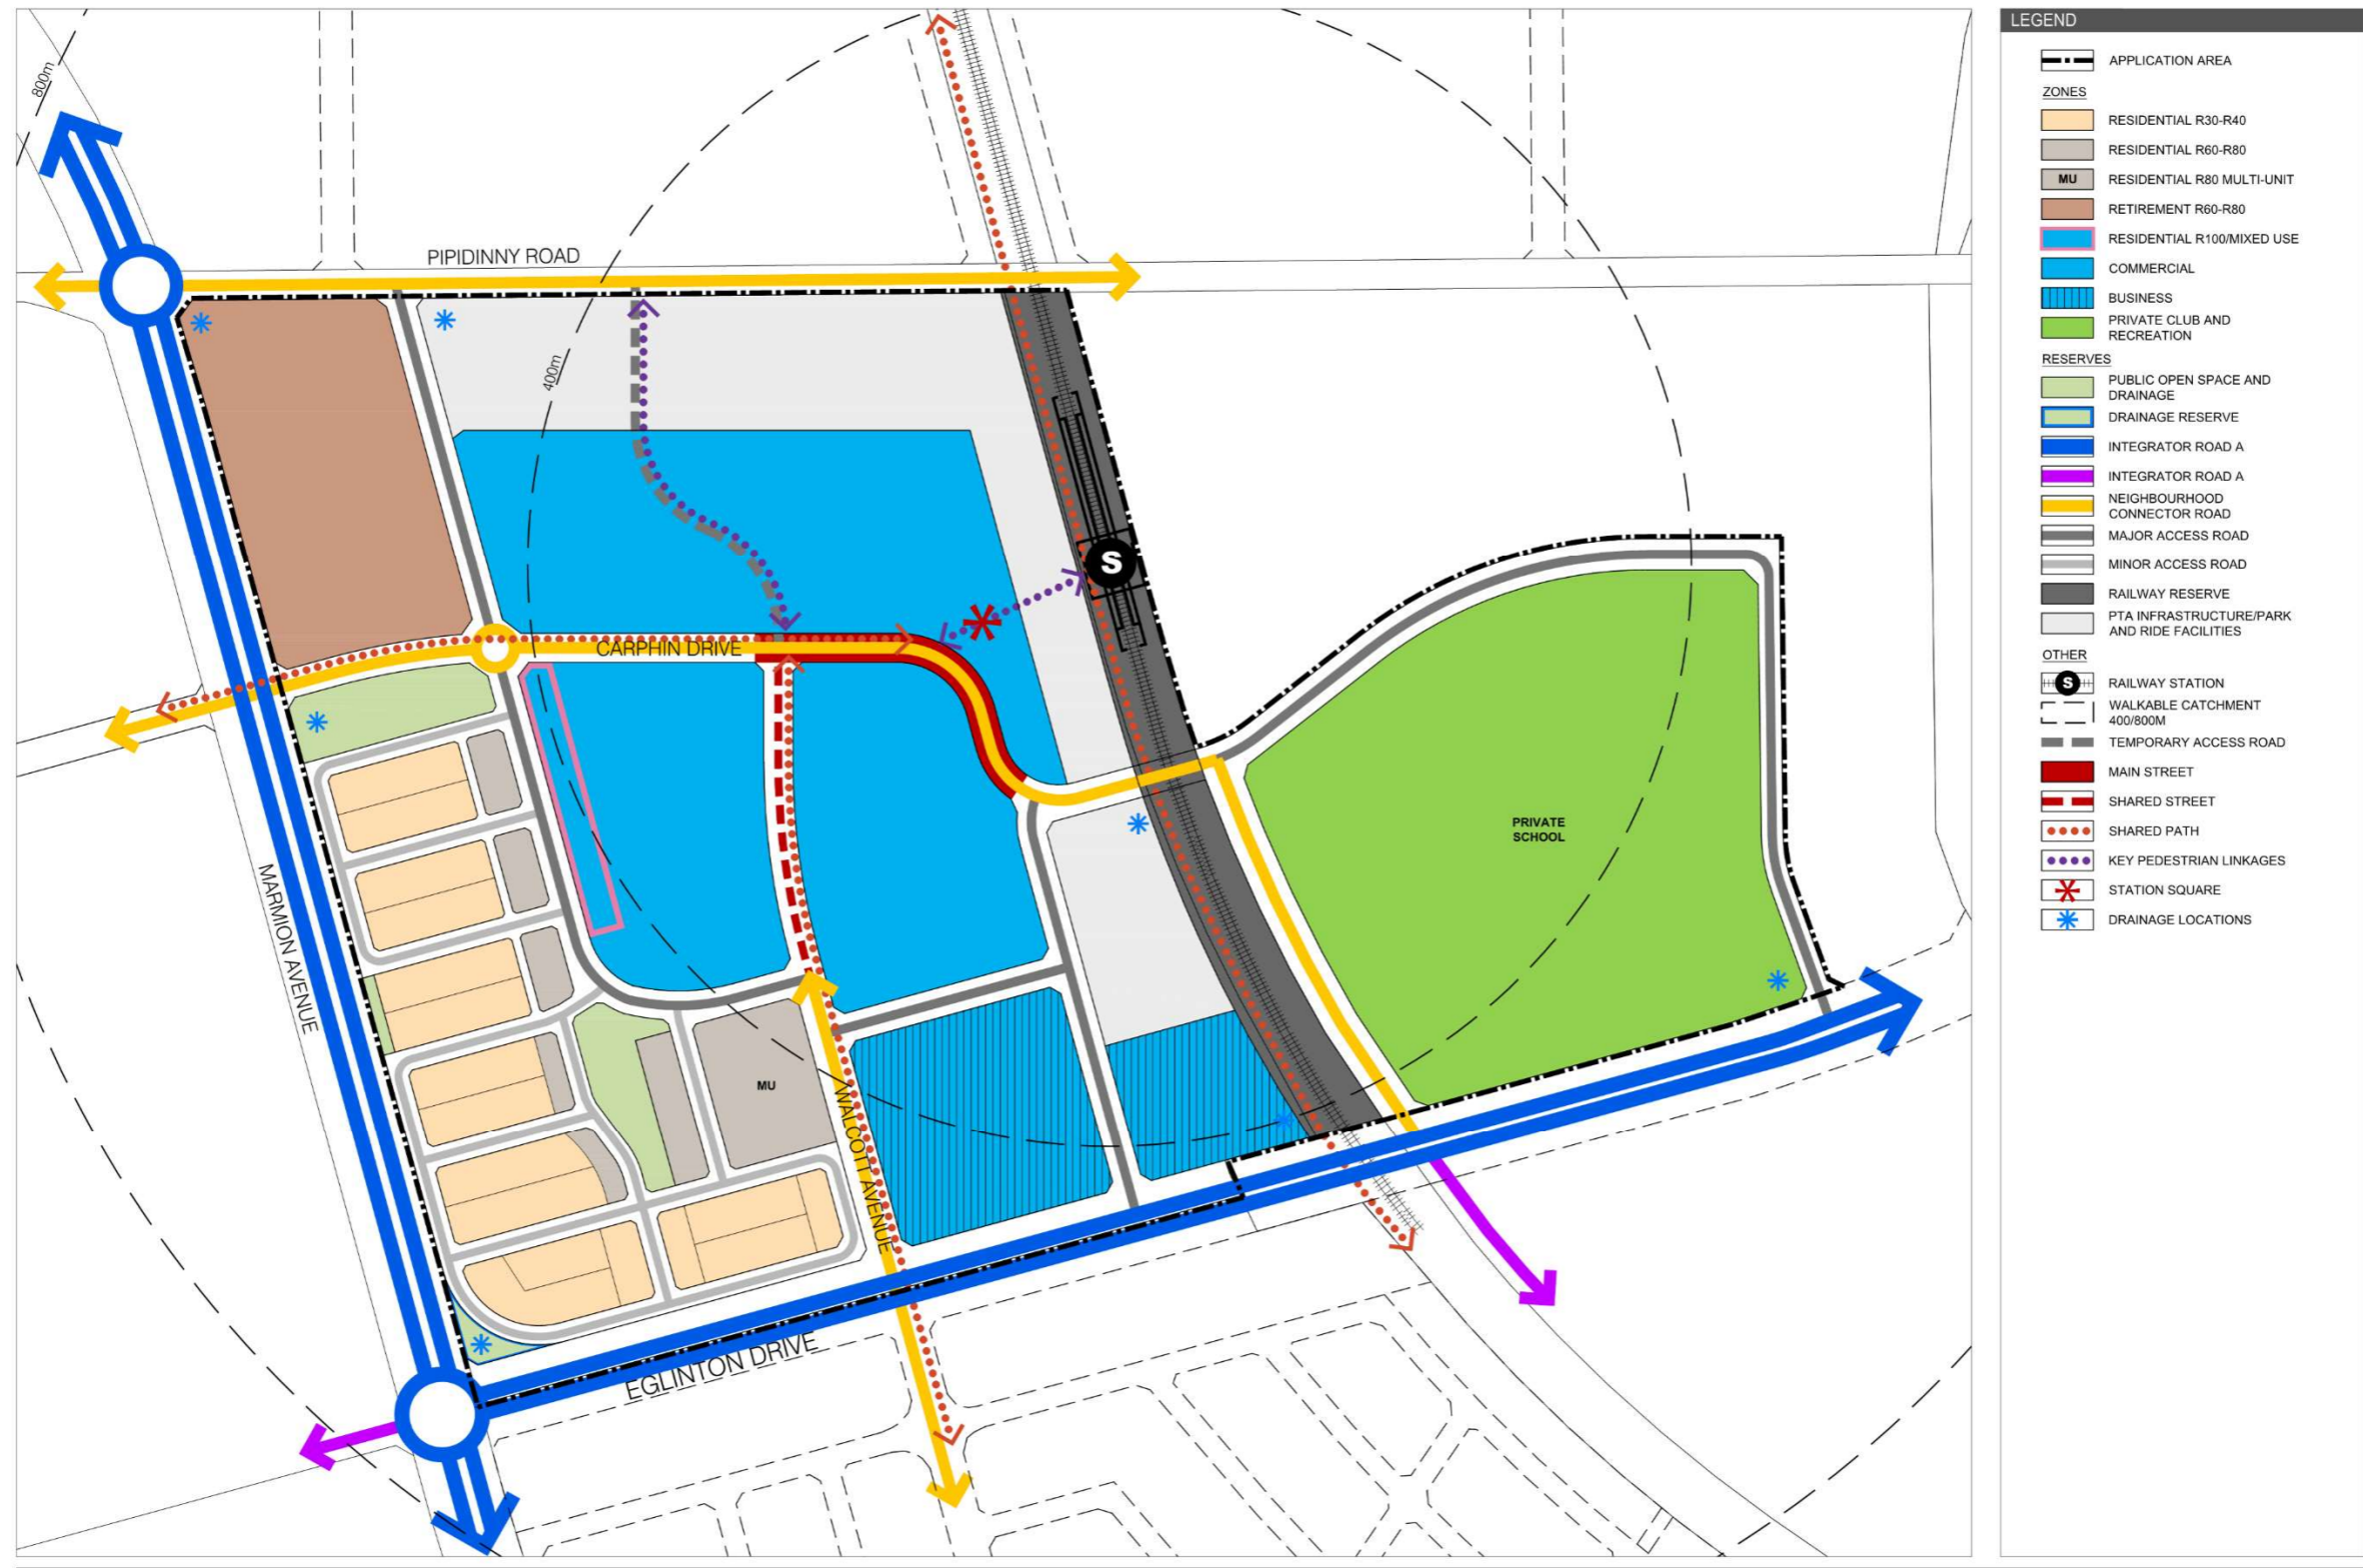 800m
PIPIDINNY ROAD
400m
S
CARPHIN DRIVE
MARMION AVENUE
PRIVATE
SCHOOL
MU
WALCOTT AVENUE
EGLINTON DRIVE
LEGEND
APPLICATION AREA
ZONES
RESIDENTIAL R30-R40
RESIDENTIAL R60-R80
MU RESIDENTIAL R80 MULTI-UNIT
RETIREMENT R60-R80
RESIDENTIAL R100/MIXED USE
COMMERCIAL
BUSINESS
PRIVATE CLUB AND
RECREATION
RESERVES
PUBLIC OPEN SPACE AND
DRAINAGE
DRAINAGE RESERVE
INTEGRATOR ROAD A
INTEGRATOR ROAD A
NEIGHBOURHOOD
CONNECTOR ROAD
MAJOR ACCESS ROAD
MINOR ACCESS ROAD
RAILWAY RESERVE
PTA INFRASTRUCTURE/PARK
AND RIDE FACILITIES
OTHER
S RAILWAY STATION
WALKABLE CATCHMENT
400/800M
TEMPORARY ACCESS ROAD
MAIN STREET
SHARED STREET
SHARED PATH
KEY PEDESTRIAN LINKAGES
STATION SQUARE
DRAINAGE LOCATIONS